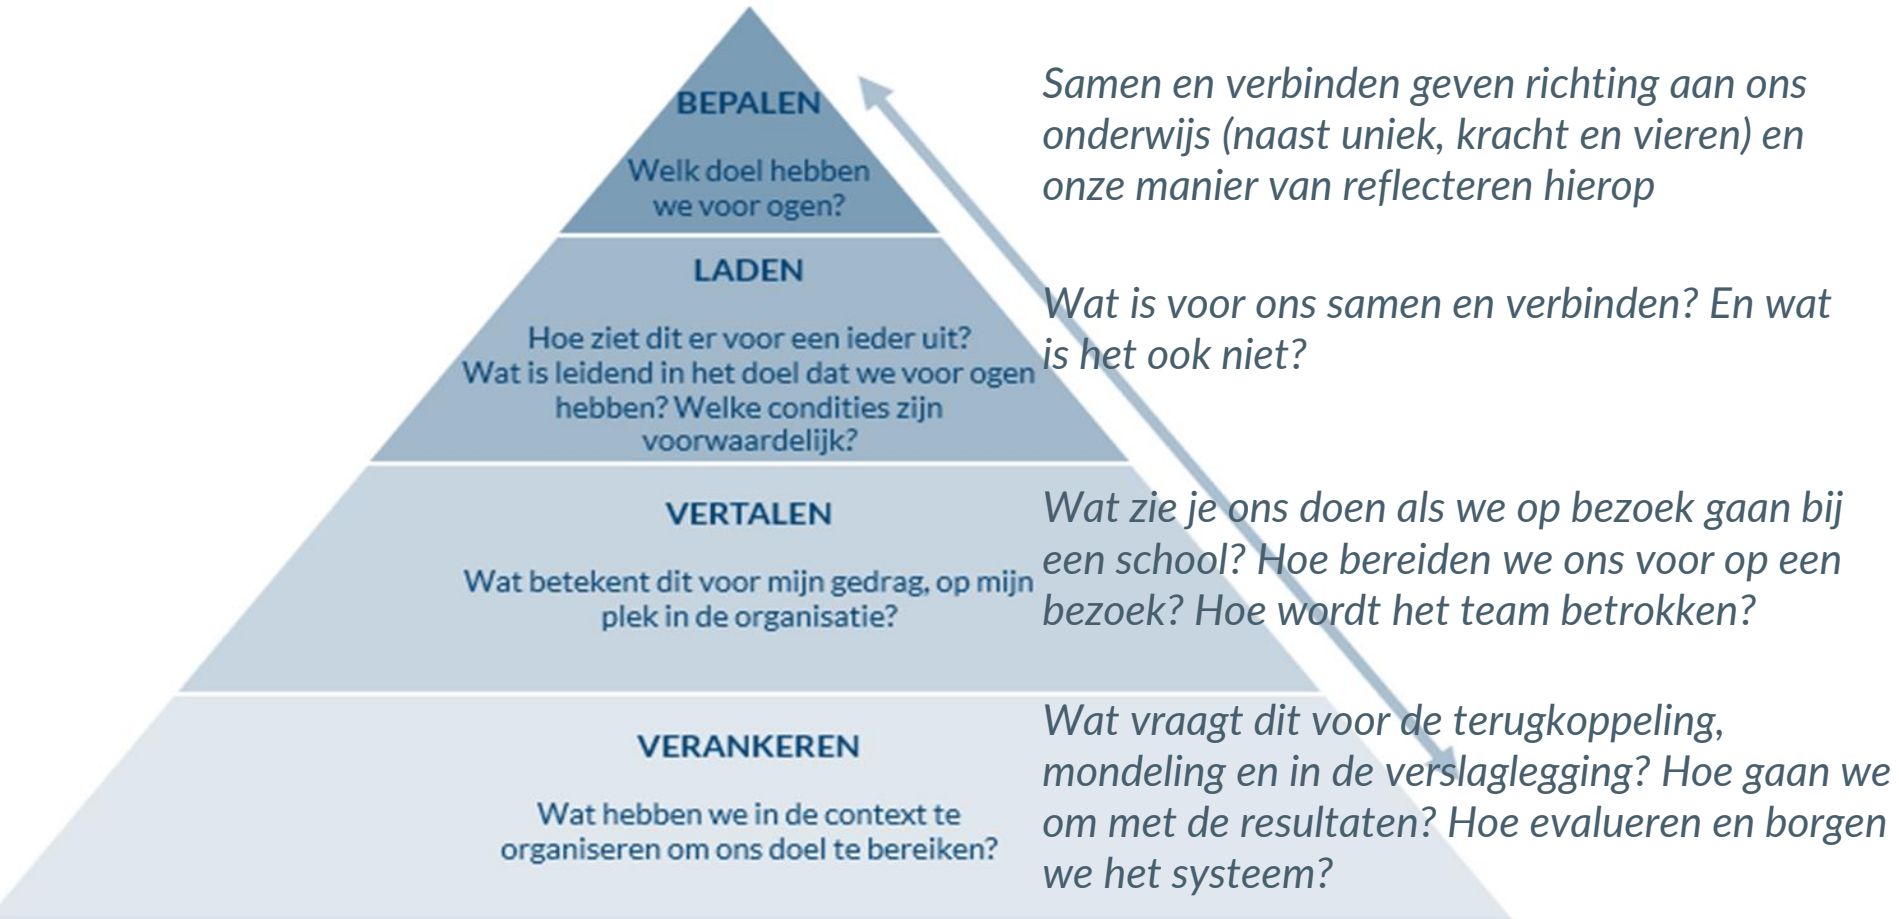 BEPALEN
Welk doel hebben
we voor ogen?
Samen en verbinden geven richting aan ons
onderwijs (naast uniek, kracht en vieren) en
onze manier van reflecteren hierop
LADEN
Hoe ziet dit er voor een ieder uit?
Wat is leidend in het doel dat we voor ogen
hebben? Welke condities zijn
voorwaardelijk?
Wat is voor ons samen en verbinden? En wat
is het ook niet?
VERTALEN
Wat betekent dit voor mijn gedrag, op mijn
plek in de organisatie?
Wat zie je ons doen als we op bezoek gaan bij
een school? Hoe bereiden we ons voor op een
bezoek? Hoe wordt het team betrokken?
VERANKEREN
Wat hebben we in de context te
organiseren om ons doel te bereiken?
Wat vraagt dit voor de terugkoppeling,
mondeling en in de verslaglegging? Hoe gaan we
om met de resultaten? Hoe evalueren en borgen
we het systeem?